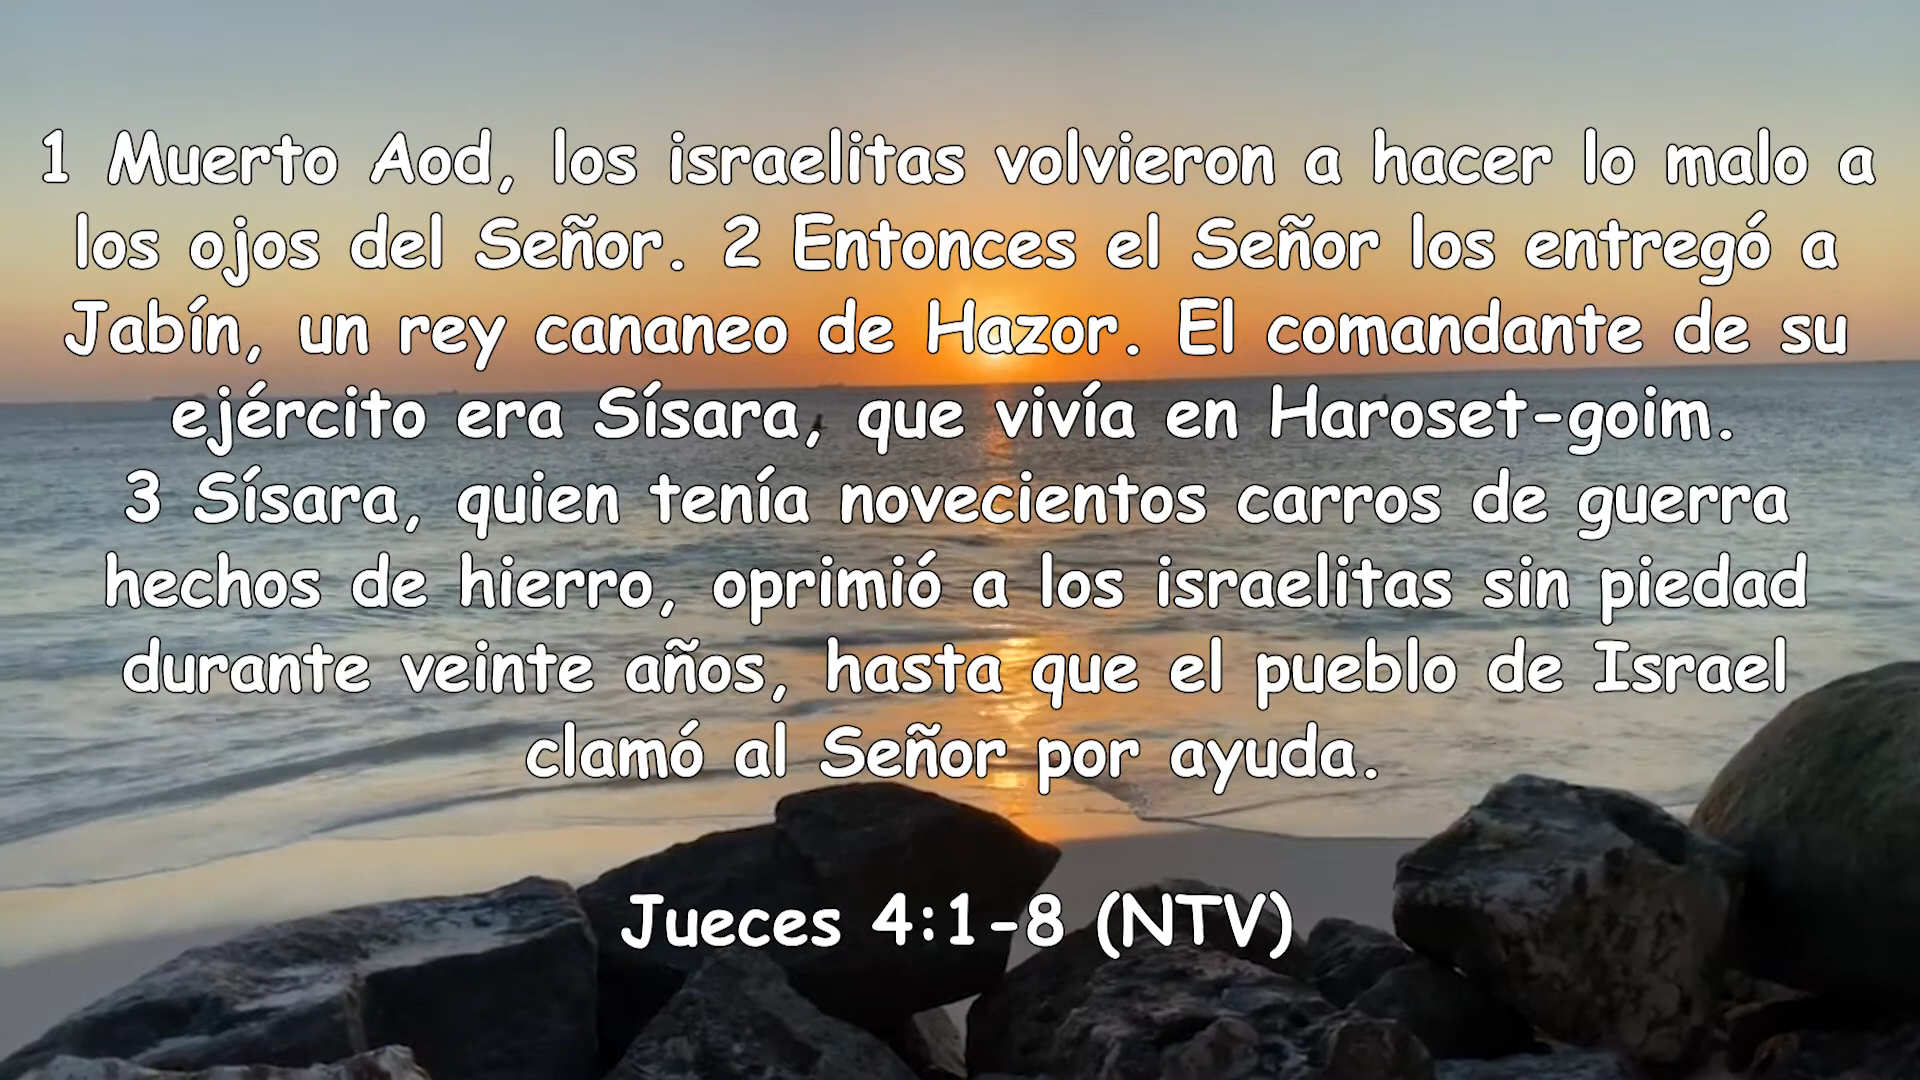 1 Muerto Aod, los israelitas volvieron a hacer lo malo a
los ojos del Señor. 2 Entonces el Señor los entregó a
Jabín, un rey cananeo de Hazor. El comandante de su
ejército era Sísara, que vivía en Haroset-goim.
3 Sísara, quien tenía novecientos carros de guerra
hechos de hierro, oprimió a los israelitas sin piedad
durante veinte años, hasta que el pueblo de Israel
clamó al Señor por ayuda.
Jueces 4:1-8 (NTV)